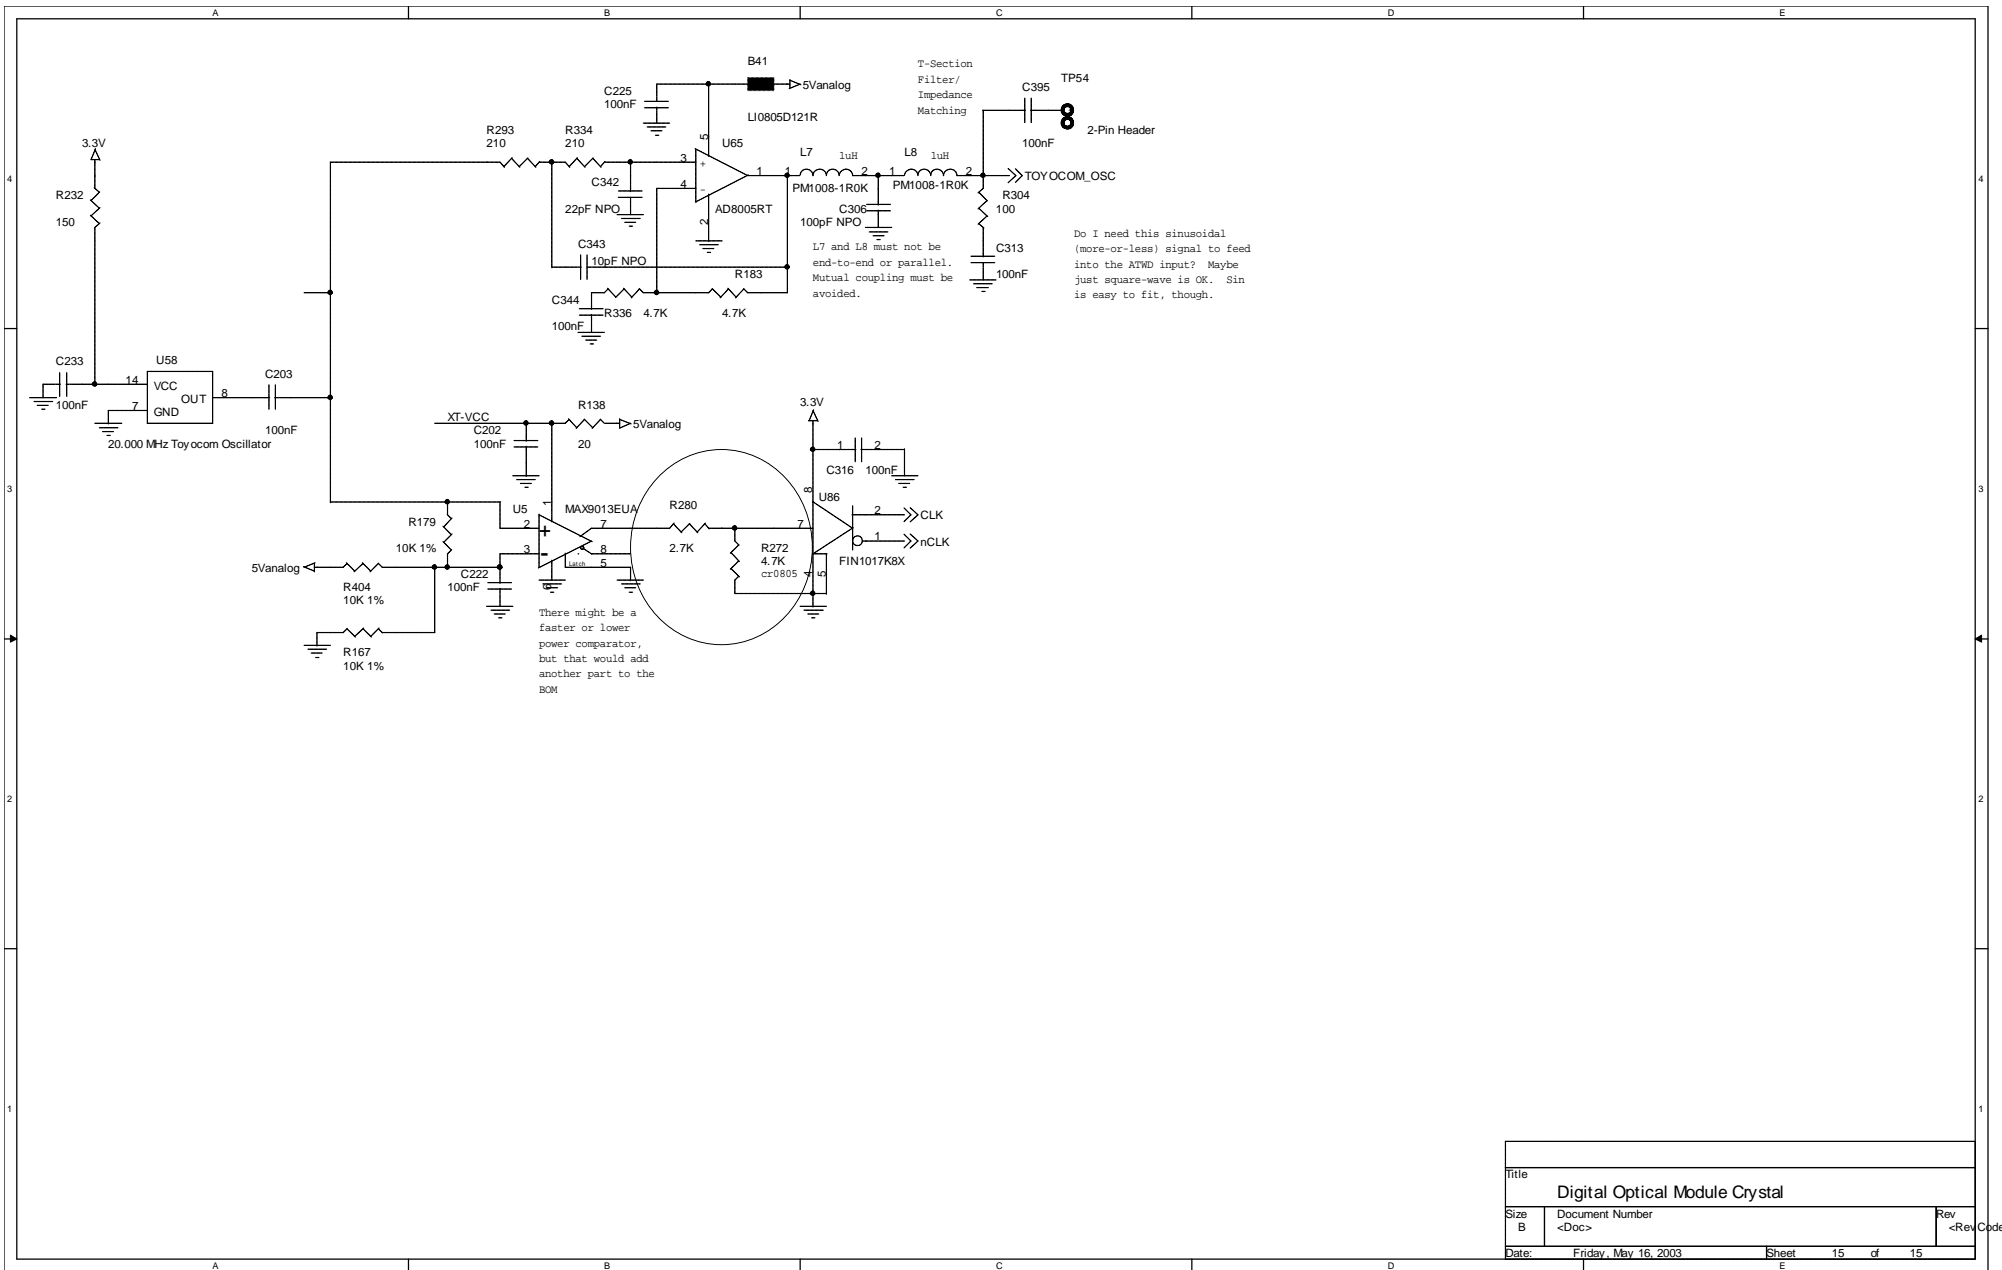 A B C D E
B41
5Vanalog
LI0805D121R
C225
100nF
T-Section
Filter/
Impedance
Matching
C395
100nF
TP54
2-Pin Header
3.3V
R232
150
R293
210
R334
210
5
U65
3
+
4
-
1
2
AD8005RT
C342
22pF NPO
L7 1uH
1 2
PM1008-1R0K
L8 1uH
1 2
PM1008-1R0K
TOYOCOM_OSC
R304
100
C306
100pF NPO
C313
100nF
C343
10pF NPO
R183
4.7K
C344
100nF
R336 4.7K
L7 and L8 must not be
end-to-end or parallel.
Mutual coupling must be
avoided.
Do I need this sinusoidal
(more-or-less) signal to feed
into the ATWD input? Maybe
just square-wave is OK. Sin
is easy to fit, though.
4 4
C233
100nF
U58
14
VCC
OUT
8
7
GND
C203
100nF
20.000 MHz Toyocom Oscillator
XT-VCC
C202
100nF
R138
20
5Vanalog
3.3V
1 2
C316 100nF
3 3
R179
10K 1%
U5
MAX9013EUA
1
2
+
3
-
7
8
Latch
5
6
R280
2.7K
R272
4.7K
cr0805
8
U86
7
2
CLK
1
nCLK
FIN1017K8X
4
5
5Vanalog
R404
10K 1%
C222
100nF
R167
10K 1%
There might be a
faster or lower
power comparator,
but that would add
another part to the
BOM
2 2
1 1
Title
Digital Optical Module Crystal
Size
B
Document Number
<Doc>
Rev
<RevCode
Date: Friday, May 16, 2003 Sheet 15 of 15
A B C D E